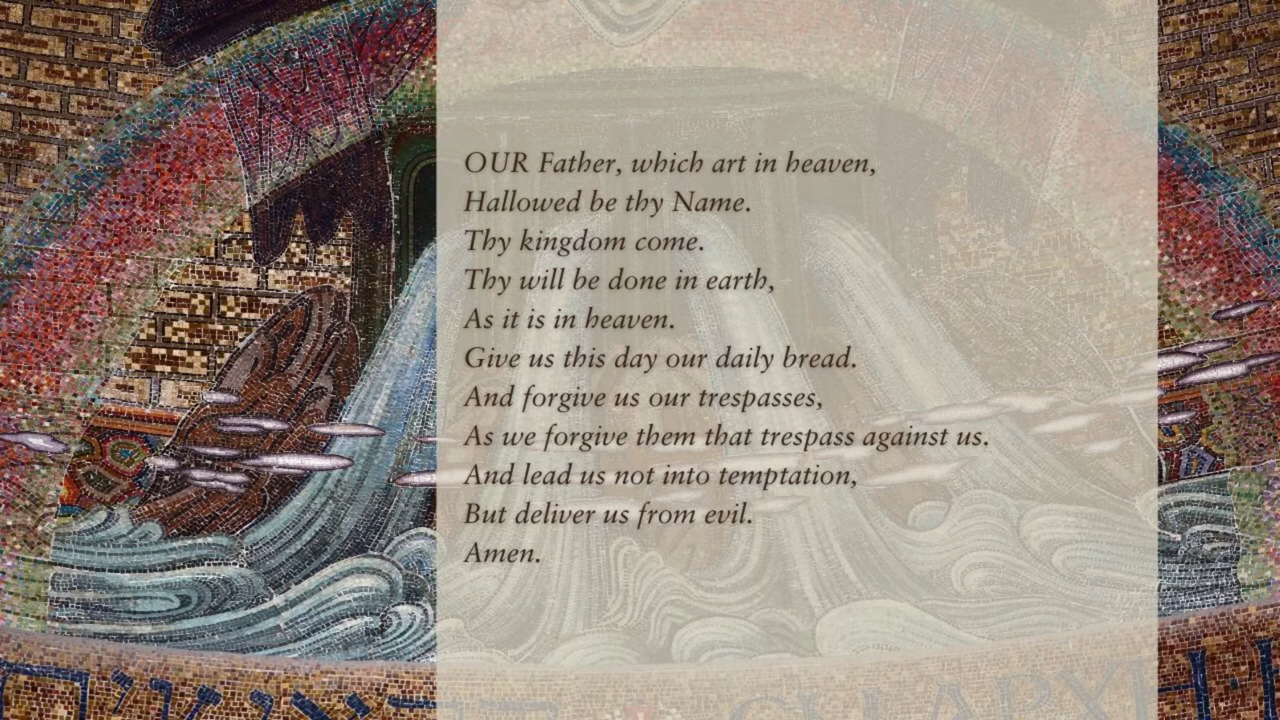 OUR Father, which art in heaven,
Hallowed be thy Name.
Thy kingdom come.
Thy will be done in earth,
As it is in heaven.
Give us this day our daily bread.
And forgive us our trespasses,
As we forgive them that trespass against us.
And lead us not into temptation,
But deliver us from evil.
Amen.